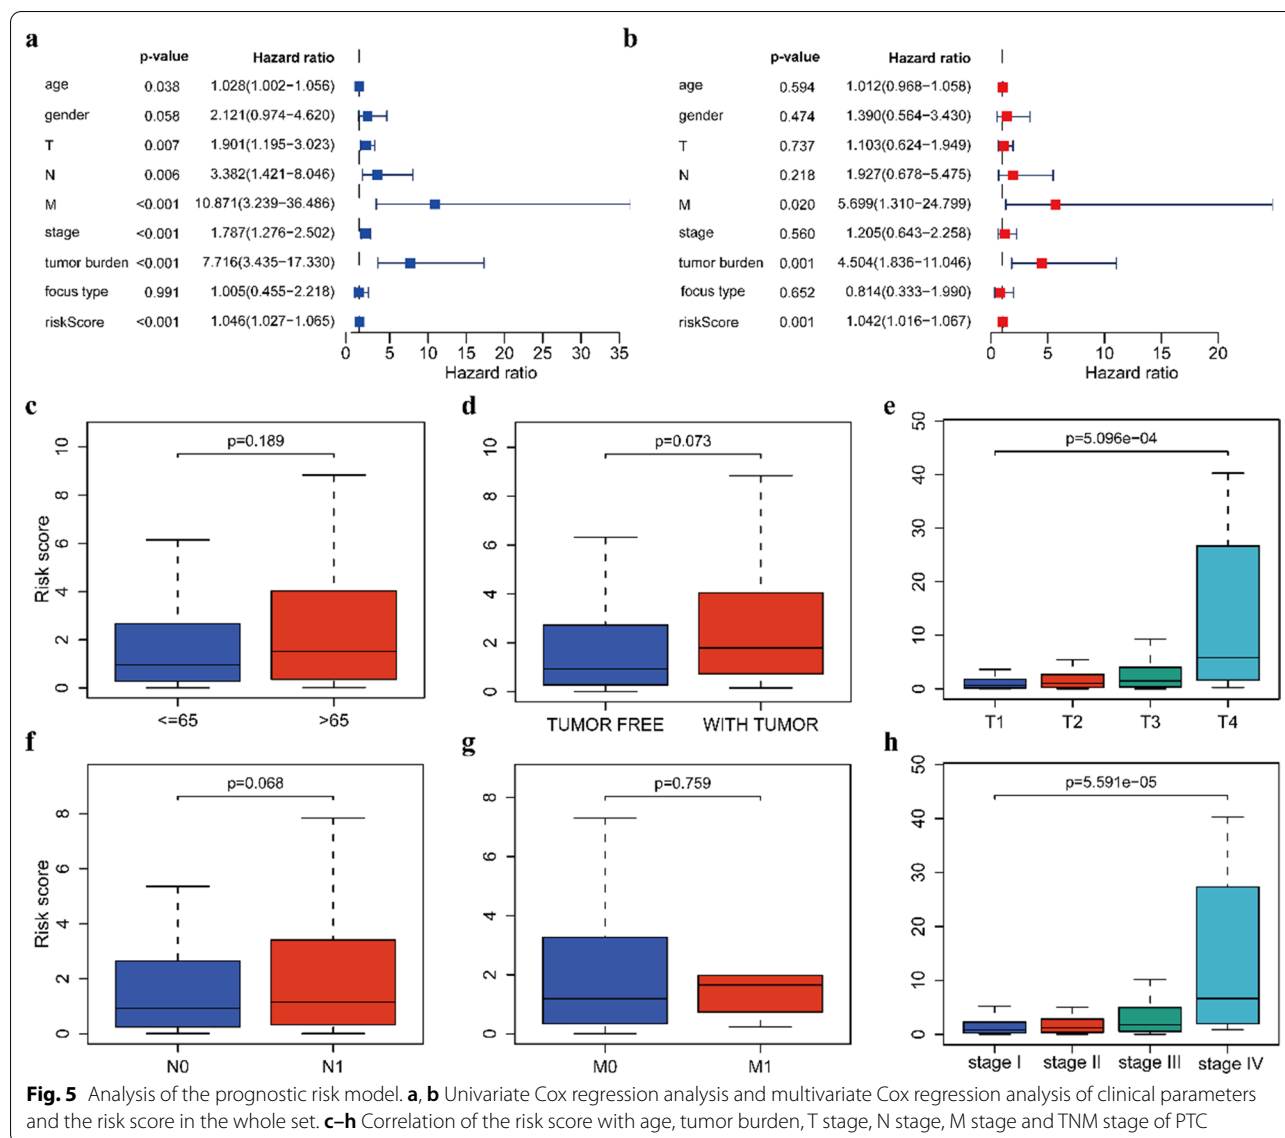 a
p-value Hazard ratio
age 0.038 1.028(1.002−1.056)
gender 0.058 2.121(0.974−4.620)
T 0.007 1.901(1.195−3.023)
N 0.006 3.382(1.421−8.046)
M <0.001 10.871(3.239−36.486)
stage <0.001 1.787(1.276−2.502)
tumor burden <0.001 7.716(3.435−17.330)
focus type 0.991 1.005(0.455−2.218)
riskScore <0.001 1.046(1.027−1.065)
0 5 10 15 20 25 30 35
Hazard ratio
b
p-value Hazard ratio
age 0.594 1.012(0.968−1.058)
gender 0.474 1.390(0.564−3.430)
T 0.737 1.103(0.624−1.949)
N 0.218 1.927(0.678−5.475)
M 0.020 5.699(1.310−24.799)
stage 0.560 1.205(0.643−2.258)
tumor burden 0.001 4.504(1.836−11.046)
focus type 0.652 0.814(0.333−1.990)
riskScore 0.001 1.042(1.016−1.067)
0 5 10 15 20
Hazard ratio
c
p=0.189
Risk score
0 2 4 6 8 10
<=65 >65
d
p=0.073
0 2 4 6 8 10
TUMOR FREE WITH TUMOR
e
p=5.096e−04
0 10 20 30 40 50
T1 T2 T3 T4
f
p=0.068
Risk score
0 2 4 6 8
N0 N1
g
p=0.759
0 2 4 6 8
M0 M1
h
p=5.591e−05
0 10 20 30 40 50
stage I stage II stage III stage IV
Fig. 5 Analysis of the prognostic risk model. a, b Univariate Cox regression analysis and multivariate Cox regression analysis of clinical parameters
and the risk score in the whole set. c–h Correlation of the risk score with age, tumor burden, T stage, N stage, M stage and TNM stage of PTC